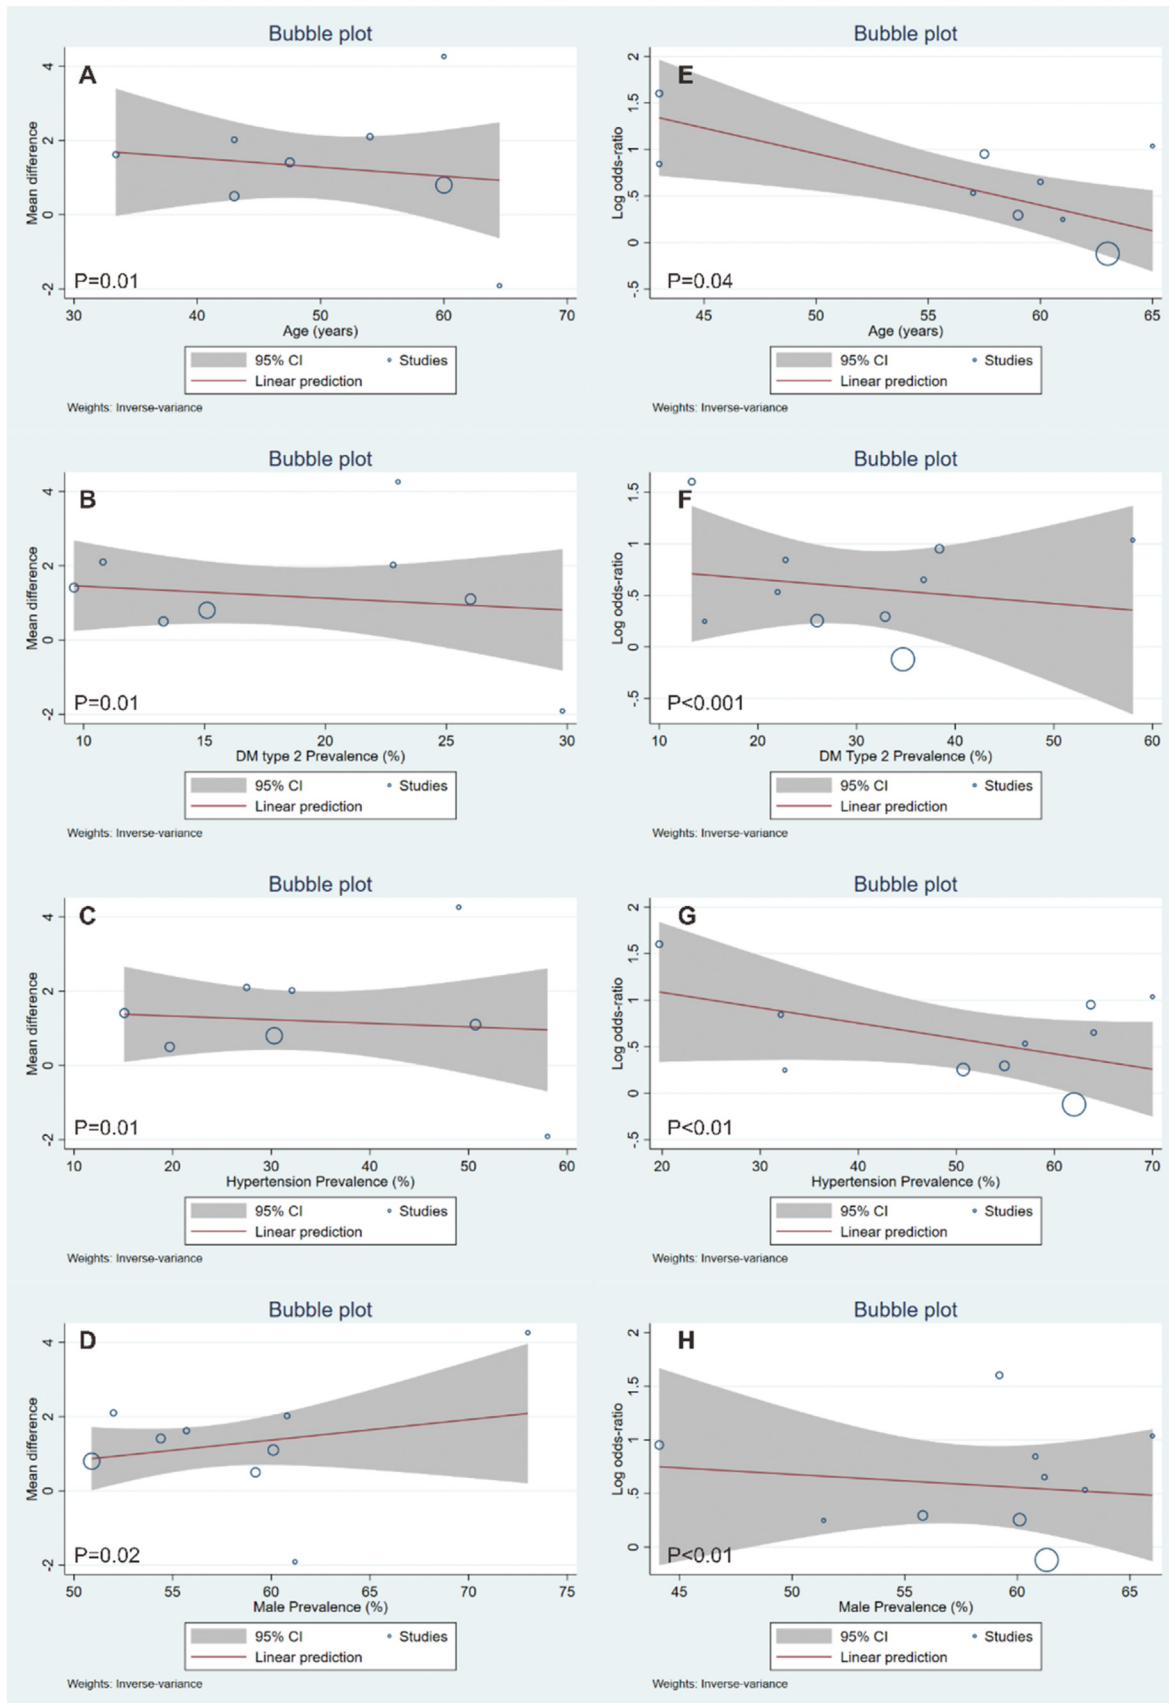 Bubble plot
A
Mean difference
4
2
0
-2
P=0.01
30 40 50 60 70
Age (years)
95% CI Studies
Linear prediction
Weights: Inverse-variance
Bubble plot
E
Log odds-ratio
2
1.5
1
.5
0
-.5
P=0.04
45 50 55 60 65
Age (years)
95% CI Studies
Linear prediction
Weights: Inverse-variance
Bubble plot
B
Mean difference
4
2
0
-2
P=0.01
10 15 20 25 30
DM type 2 Prevalence (%)
95% CI Studies
Linear prediction
Weights: Inverse-variance
Bubble plot
F
Log odds-ratio
1.5
1
.5
0
-.5
P<0.001
10 20 30 40 50 60
DM Type 2 Prevalence (%)
95% CI Studies
Linear prediction
Weights: Inverse-variance
Bubble plot
C
Mean difference
4
2
0
-2
P=0.01
10 20 30 40 50 60
Hypertension Prevalence (%)
95% CI Studies
Linear prediction
Weights: Inverse-variance
Bubble plot
G
Log odds-ratio
2
1.5
1
.5
0
-.5
P<0.01
20 30 40 50 60 70
Hypertension Prevalence (%)
95% CI Studies
Linear prediction
Weights: Inverse-variance
Bubble plot
D
Mean difference
4
2
0
-2
P=0.02
50 55 60 65 70 75
Male Prevalence (%)
95% CI Studies
Linear prediction
Weights: Inverse-variance
Bubble plot
H
Log odds-ratio
2
1.5
1
.5
0
P<0.01
45 50 55 60 65
Male Prevalence (%)
95% CI Studies
Linear prediction
Weights: Inverse-variance